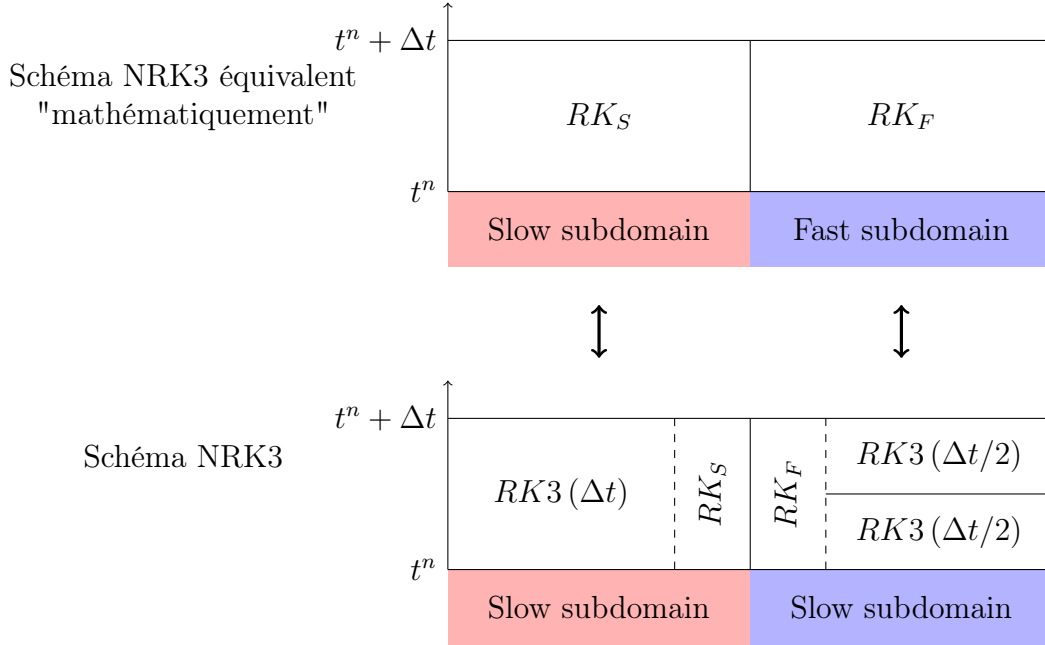 t^n + Δt
Schéma NRK3 équivalent
"mathématiquement"
RK_S
RK_F
t^n
Slow subdomain
Fast subdomain
t^n + Δt
Schéma NRK3
RK3 (Δt)
RK_S
RK_F
RK3 (Δt/2)
RK3 (Δt/2)
t^n
Slow subdomain
Slow subdomain